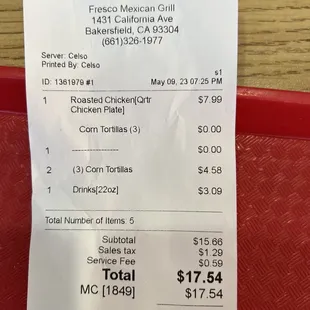 Fresco Mexican Grill
1431 California Ave
Bakersfield, CA 93304
(661)326-1977
Server: Celso
Printed By: Celso
s1
ID: 1361979 #1 May 09, 23 07:25 PM
1 Roasted Chicken[Qrtr $7.99
Chicken Plate]
Corn Tortillas (3) $0.00
1 ---------------- $0.00
2 (3) Corn Tortillas $4.58
1 Drinks[22oz] $3.09
Total Number of Items: 5
Subtotal $15.66
Sales tax $1.29
Service Fee $0.59
Total $17.54
MC [1849] $17.54